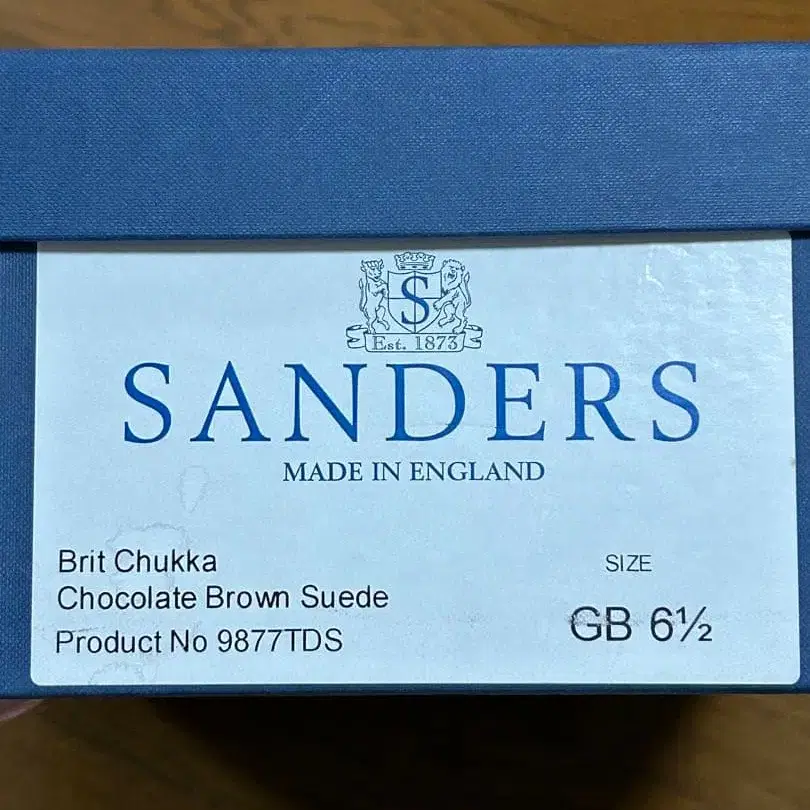 S
Est. 1873
SANDERS
MADE IN ENGLAND
Brit Chukka
Chocolate Brown Suede
Product No 9877TDS
SIZE
GB 6½